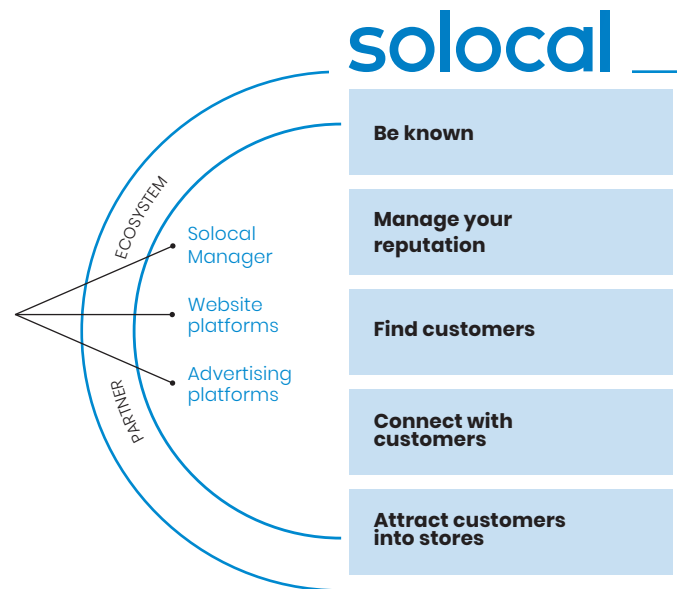 solocal
ECOSYSTEM
PARTNER
Solocal
Manager
Website
platforms
Advertising
platforms
Be known
Manage your
reputation
Find customers
Connect with
customers
Attract customers
into stores